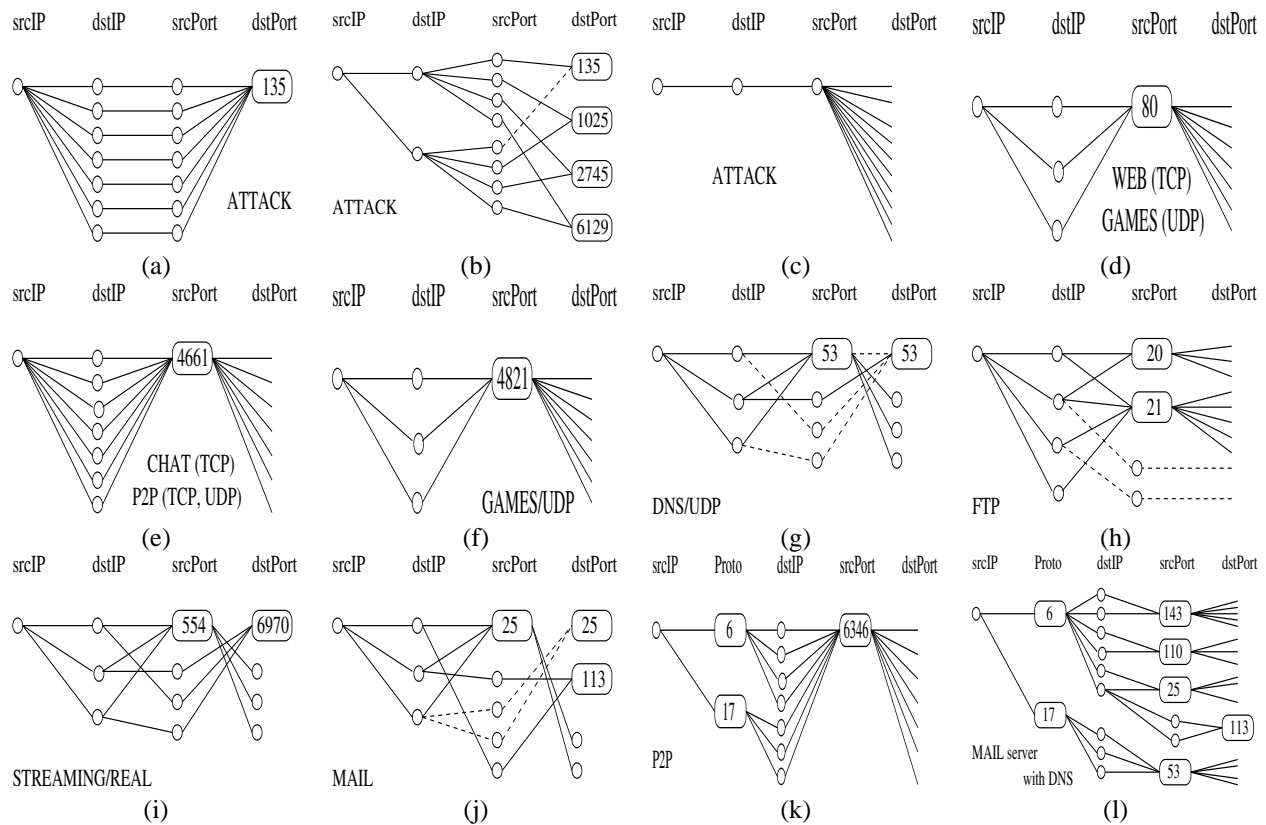 srcIP dstIP srcPort dstPort
135
ATTACK
(a)
srcIP dstIP srcPort dstPort
135
1025
2745
6129
ATTACK
(b)
srcIP dstIP srcPort dstPort
ATTACK
(c)
srcIP dstIP srcPort dstPort
80
WEB (TCP)
GAMES (UDP)
(d)
srcIP dstIP srcPort dstPort
4661
CHAT (TCP)
P2P (TCP, UDP)
(e)
srcIP dstIP srcPort dstPort
4821
GAMES/UDP
(f)
srcIP dstIP srcPort dstPort
53 53
DNS/UDP
(g)
srcIP dstIP srcPort dstPort
20
21
FTP
(h)
srcIP dstIP srcPort dstPort
554 6970
STREAMING/REAL
(i)
srcIP dstIP srcPort dstPort
25 25
113
MAIL
(j)
srcIP Proto dstIP srcPort dstPort
6 6346
17
P2P
(k)
srcIP Proto dstIP srcPort dstPort
6 143
110
25
17 113
53
MAIL server
with DNS
(l)